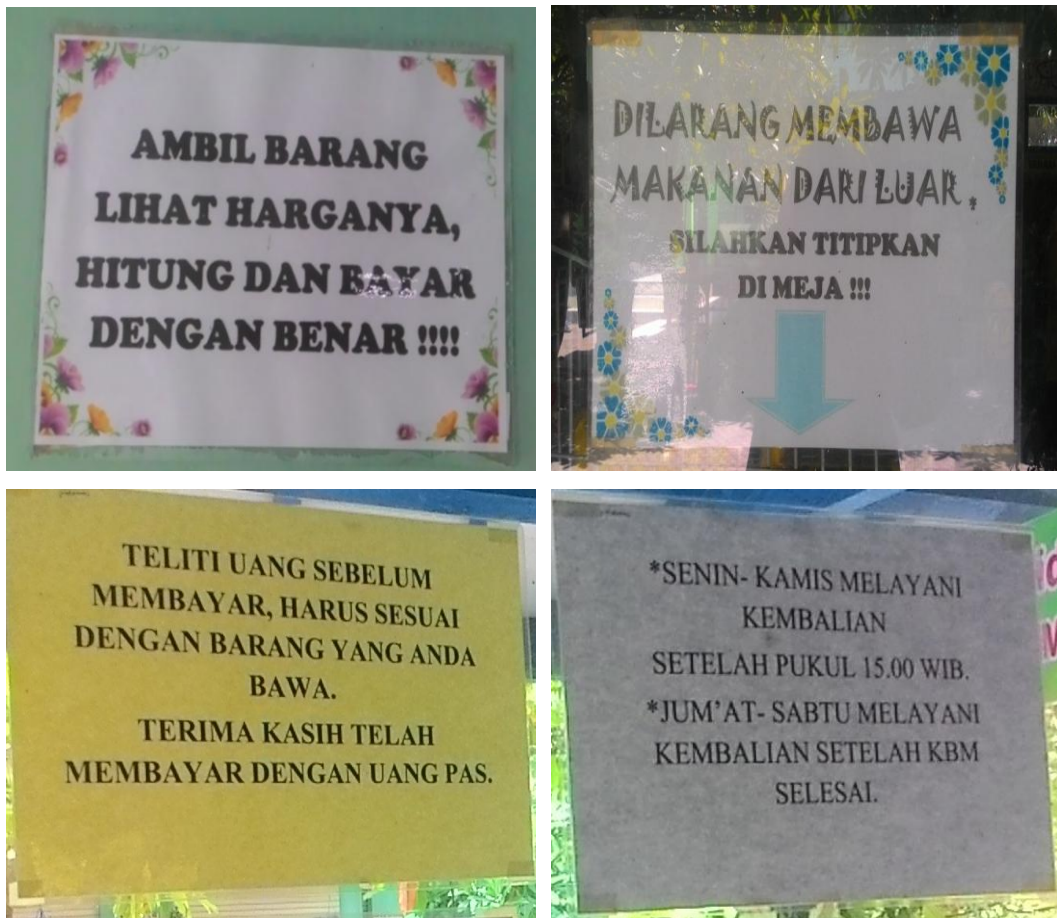 AMBIL BARANG
LIHAT HARGANYA,
HITUNG DAN BAYAR
DENGAN BENAR !!!!
DILARANG MEMBAWA
MAKANAN DARI LUAR .
*
SILAHKAN TITIPKAN
DI MEJA !!!
TELITI UANG SEBELUM
MEMBAYAR, HARUS SESUAI
DENGAN BARANG YANG ANDA
BAWA.
TERIMA KASIH TELAH
MEMBAYAR DENGAN UANG PAS.
*SENIN- KAMIS MELAYANI
KEMBALIAN
SETELAH PUKUL 15.00 WIB.
*JUM'AT- SABTU MELAYANI
KEMBALIAN SETELAH KBM
SELESAI.